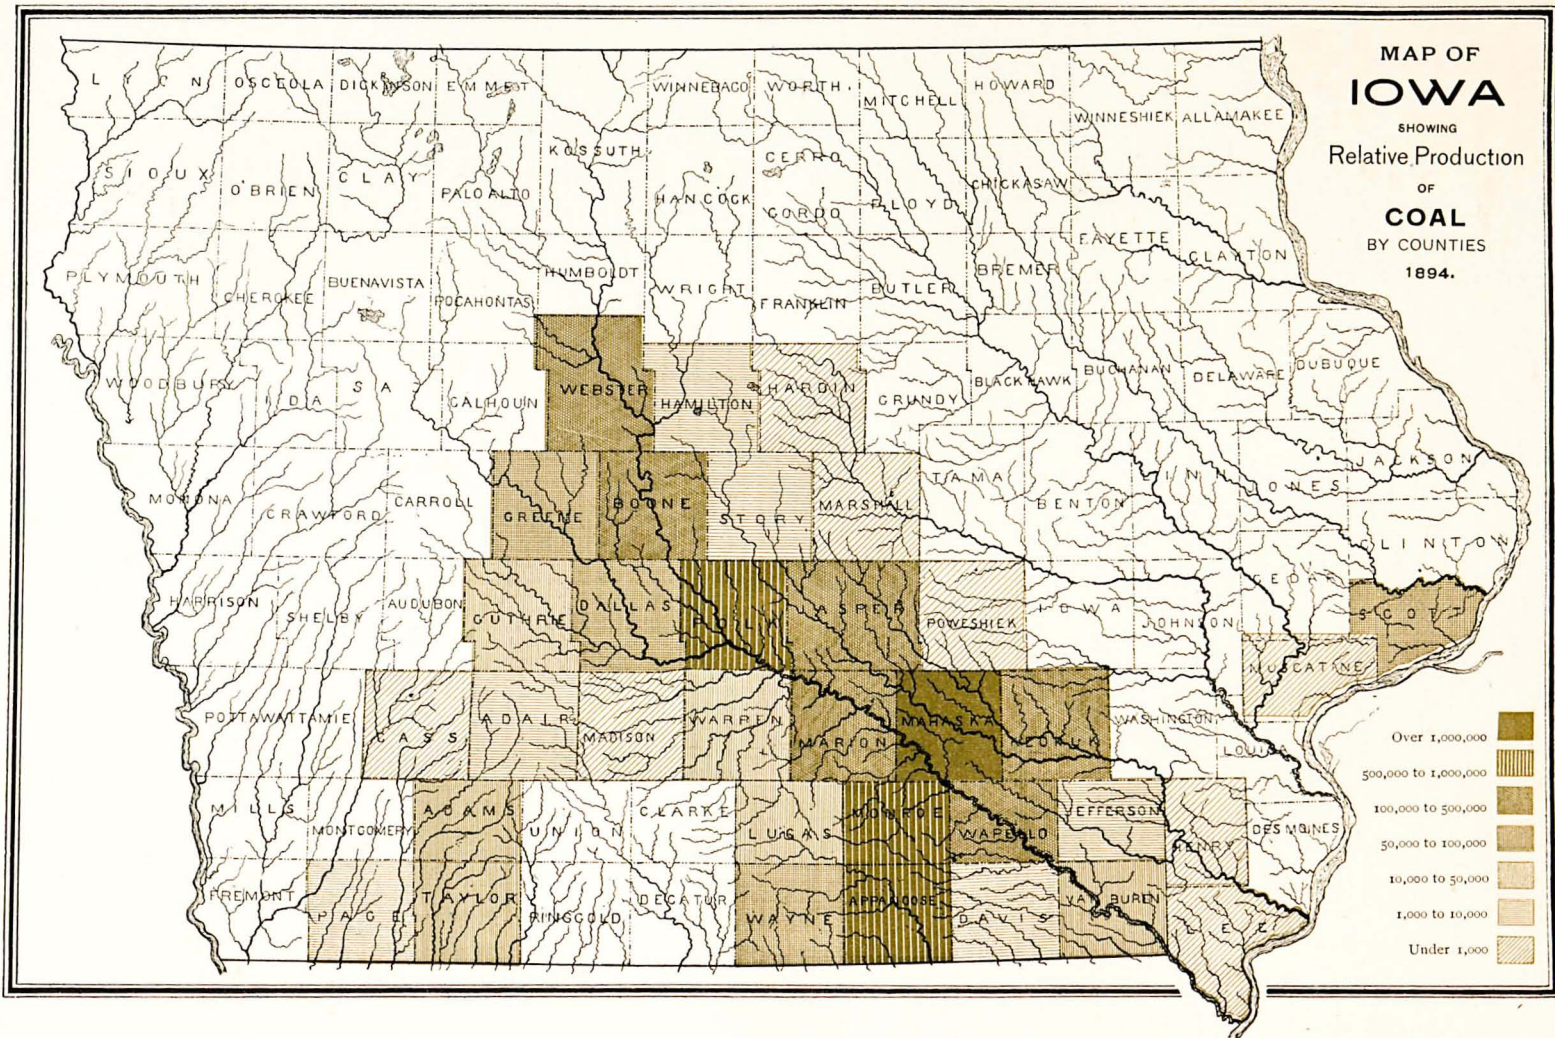 MAP OF
IOWA
SHOWING
Relative Production
OF
COAL
BY COUNTIES
1894.
LYON
OSCEOLA
DICKINSON
EMMET
WINNEBAGO
WORTH.
MITCHELL
HOWARD
WINNESHIEK
ALLAMAKEE
SIOUX
O'BRIEN
CLAY
PALO ALTO
KOSSUTH
HANCOCK
CERRO
GORDO
FLOYD
CHICKASAW
FAYETTE
CLAYTON
PLYMOUTH
CHEROKEE
BUENAVISTA
POCAHONTAS
HUMBOLDT
WRIGHT
FRANKLIN
BUTLER
BREMER
WOODBURY
IDA
SA
CALHOUN
WEBSTER
HAMILTON
HARDIN
GRUNDY
BLACK HAWK
BUCHANAN
DELAWARE
DUBUQUE
MONONA
CRAWFORD
CARROLL
GREENE
BOONE
STORY
MARSHALL
TAMA
BENTON
LINN
JONES
JACKSON
CLINTON
HARRISON
SHELBY
AUDUBON
GUTHRIE
DALLAS
POLK
JASPER
POWESHIEK
IOWA
JOHNSON
CEDAR
SCOTT
MUSCATINE
POTTAWATTAMIE
CASS
ADAIR
MADISON
WARREN
MARION
MAHASKA
KEOKUK
WASHINGTON
LOUISA
MILLS
MONTGOMERY
ADAMS
UNION
CLARKE
LUCAS
MONROE
WAPELLO
JEFFERSON
HENRY
DES MOINES
FREMONT
PAGE
TAYLOR
RINGGOLD
DECATUR
WAYNE
APPANOOSE
DAVIS
VAN BUREN
LEE
Over 1,000,000
500,000 to 1,000,000
100,000 to 500,000
50,000 to 100,000
10,000 to 50,000
1,000 to 10,000
Under 1,000